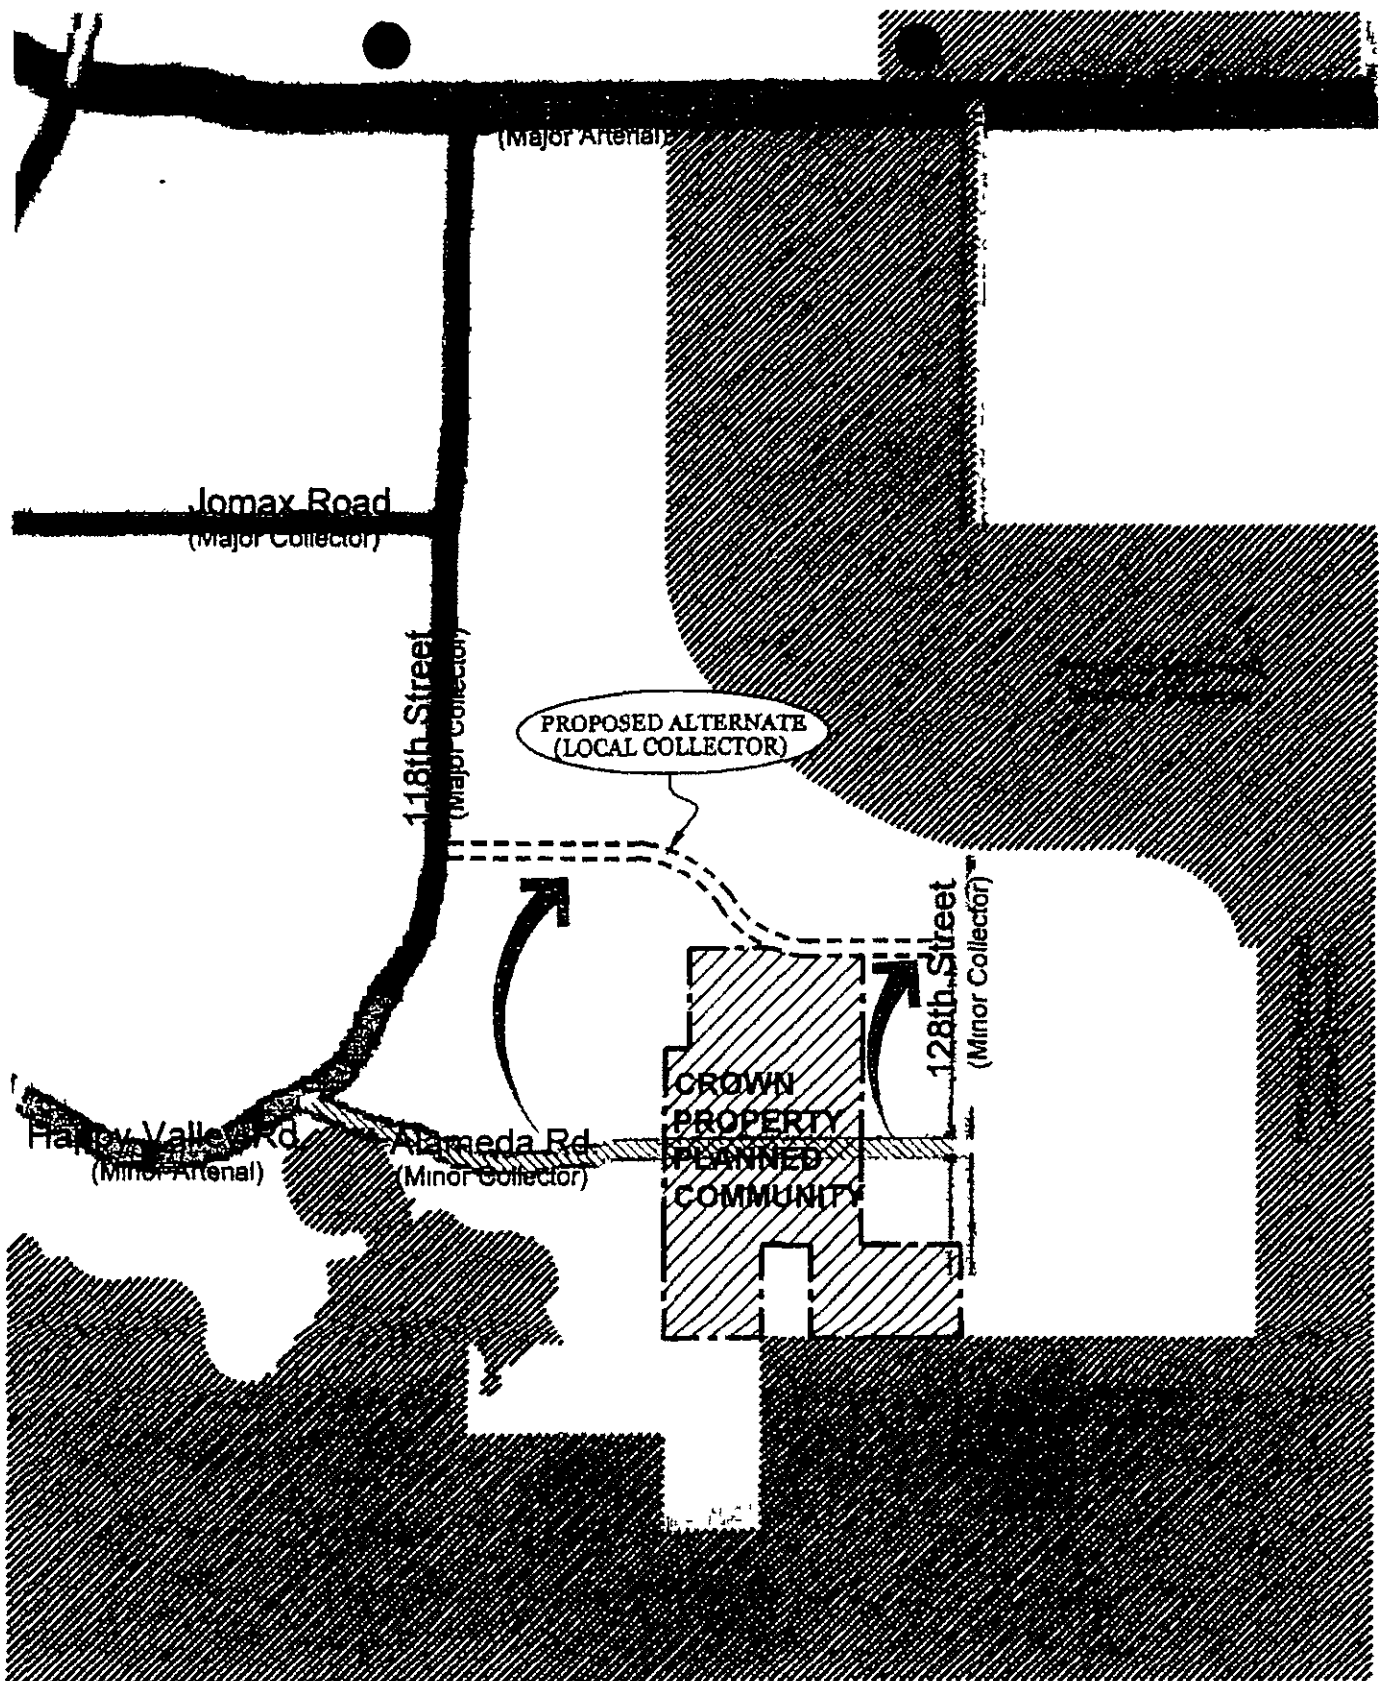 (Major Arterial)
Jomax Road
(Major Collector)
118th Street
(Major Collector)
PROPOSED ALTERNATE
(LOCAL COLLECTOR)
128th Street
(Minor Collector)
CROWN
PROPERTY
PLANNED
COMMUNITY
Happy Valley Rd
(Minor Arterial)
Alameda Rd
(Minor Collector)